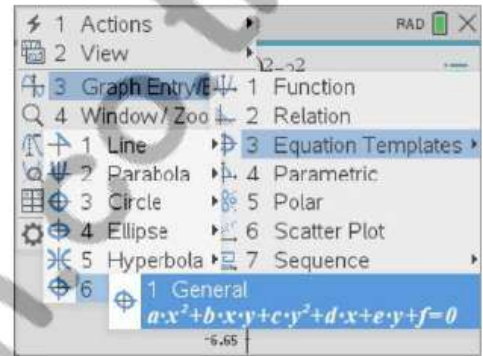 1 Actions
RAD
2 View
)2-2
3 Graph Entry/E
1 Function
4 Window / Zoo
2 Relation
1 Line
3 Equation Templates
2 Parabola
4 Parametric
3 Circle
5 Polar
4 Ellipse
6 Scatter Plot
5 Hyperbola
7 Sequence
6
1 General
a·x²+b·x·y+c·y²+d·x+e·y+f=0
-6.65